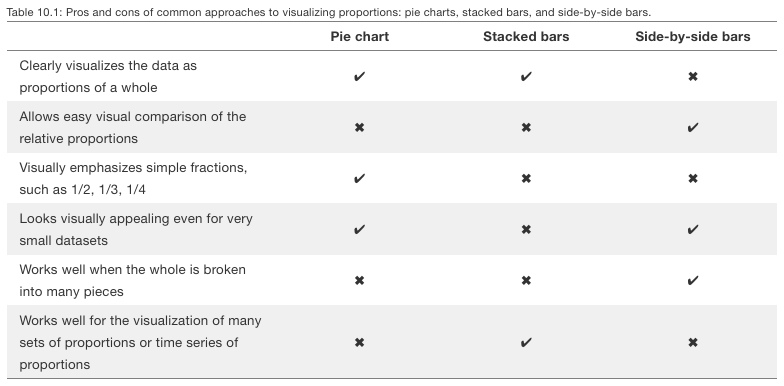 Table 10.1: Pros and cons of common approaches to visualizing proportions: pie charts, stacked bars, and side-by-side bars.
Pie chart Stacked bars Side-by-side bars
Clearly visualizes the data as
proportions of a whole ✔ ✔ ✖
Allows easy visual comparison of the
relative proportions ✖ ✖ ✔
Visually emphasizes simple fractions,
such as 1/2, 1/3, 1/4 ✔ ✖ ✖
Looks visually appealing even for very
small datasets ✔ ✖ ✔
Works well when the whole is broken
into many pieces ✖ ✖ ✔
Works well for the visualization of many
sets of proportions or time series of ✖ ✔ ✖
proportions